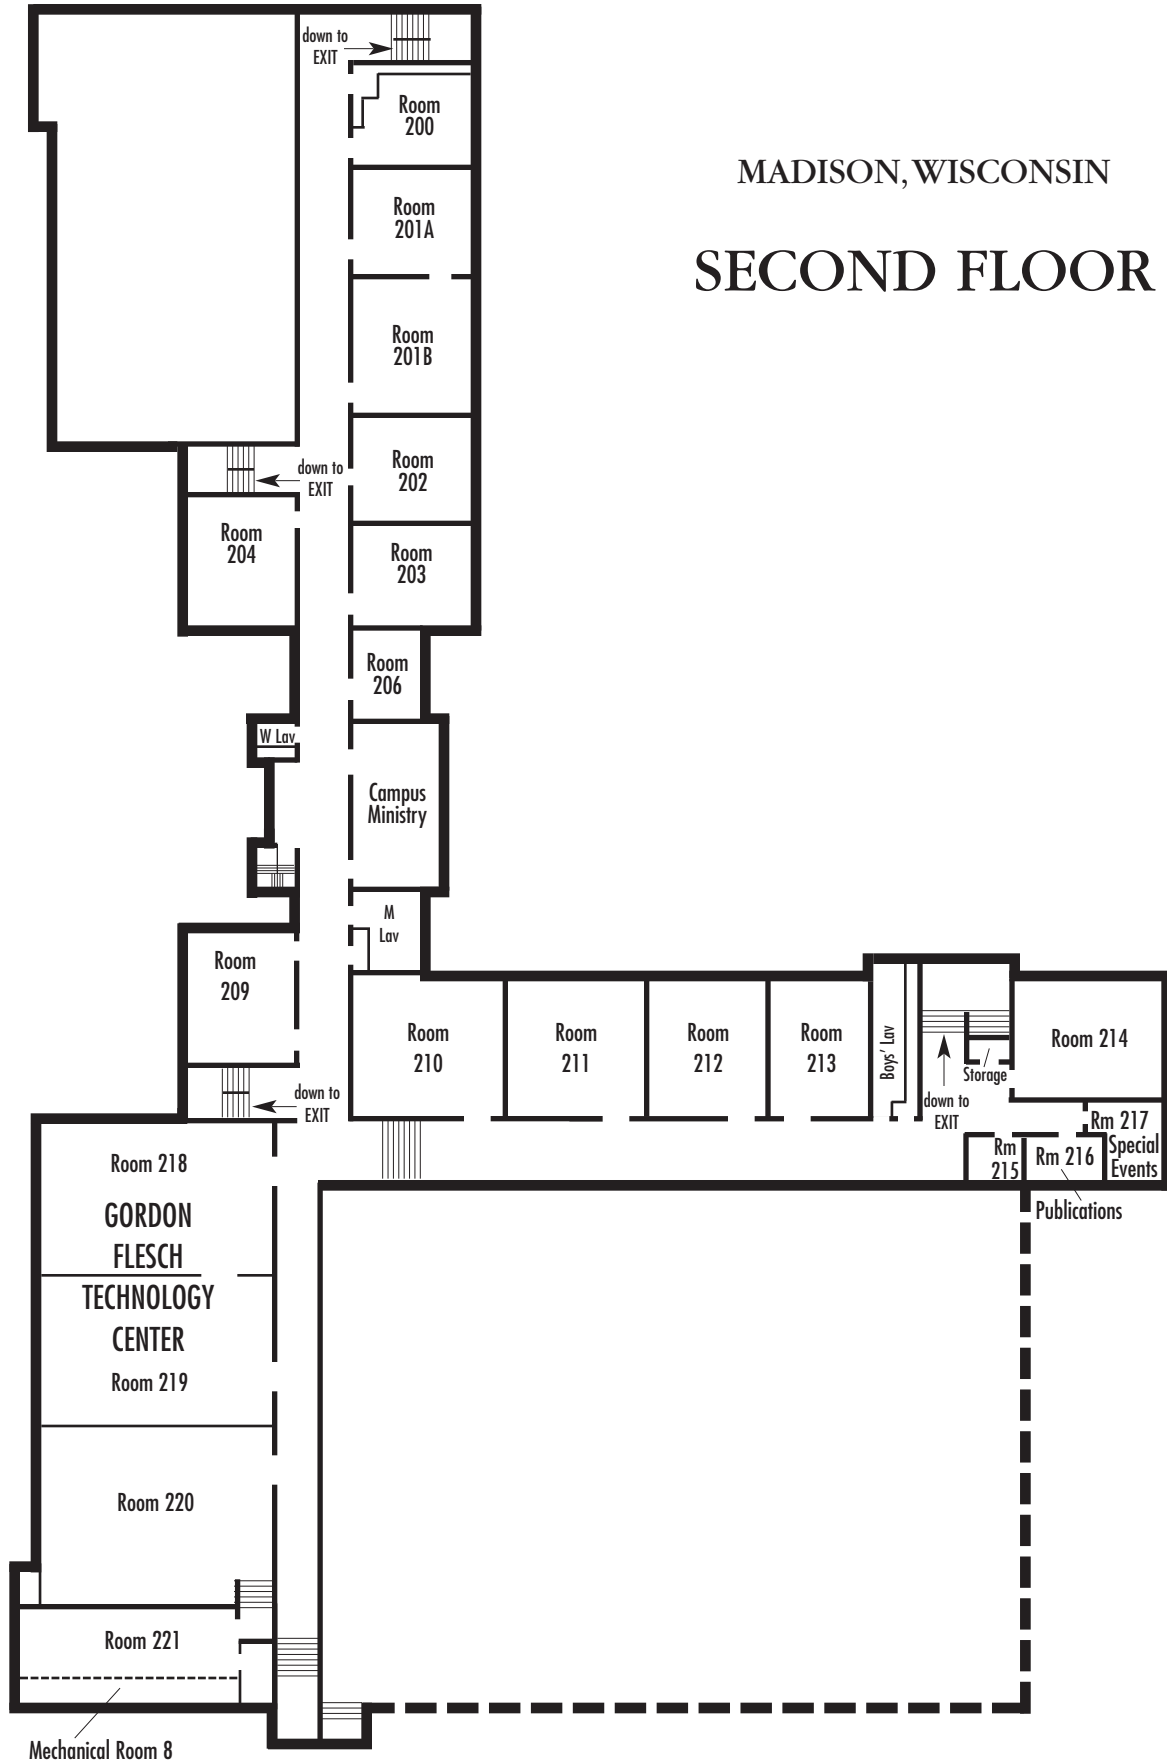 down to
EXIT
Room
200
MADISON, WISCONSIN
Room
201A
SECOND FLOOR
Room
201B
down to
EXIT
Room
202
Room
204
Room
203
Room
206
W Lav
Campus
Ministry
M
Lav
Room
209
Room
210
Room
211
Room
212
Room
213
Boys' Lav
Storage
Room 214
down to
EXIT
down to
EXIT
Rm 217
Special
Events
Rm
215
Rm 216
Publications
Room 218
GORDON
FLESCH
TECHNOLOGY
CENTER
Room 219
Room 220
Room 221
Mechanical Room 8